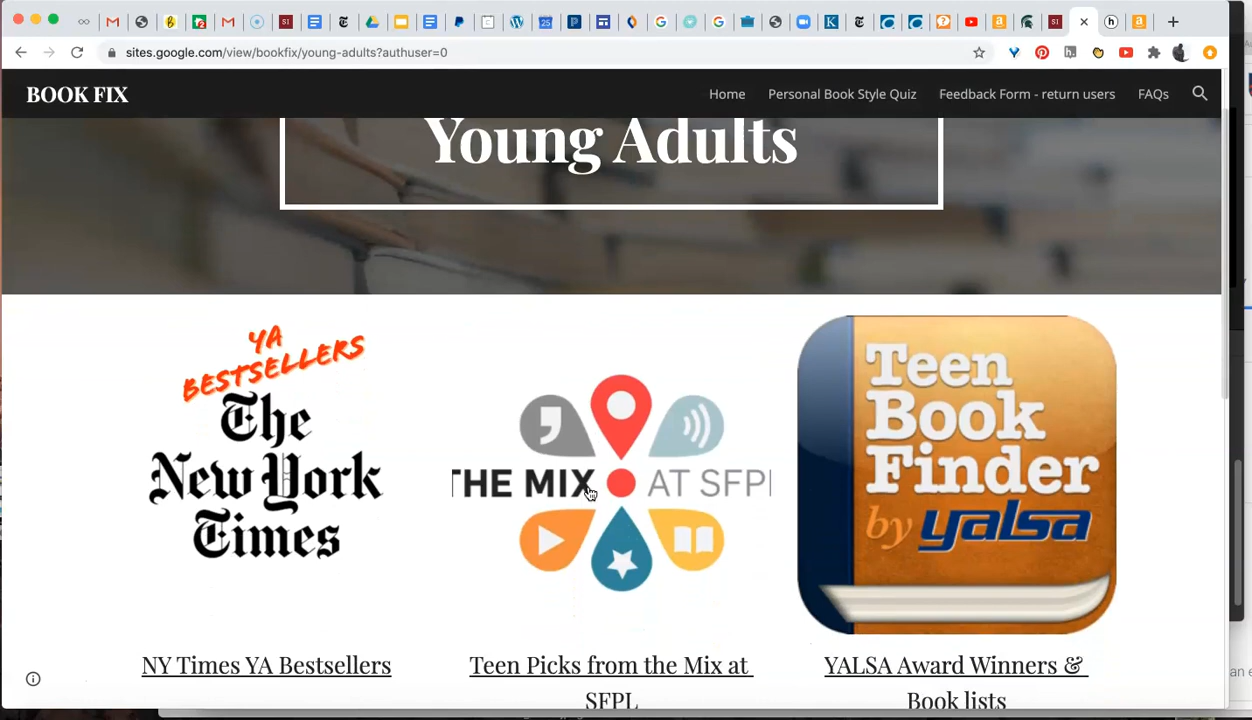 sites.google.com/view/bookfix/young-adults?authuser=0
BOOK FIX
Home
Personal Book Style Quiz
Feedback Form - return users
FAQs
Young Adults
YA
BESTSELLERS
The
New York
Times
THE MIX
AT SFPL
Teen
Book
Finder
by yalsa
NY Times YA Bestsellers
Teen Picks from the Mix at
SFPL
YALSA Award Winners &
Book lists